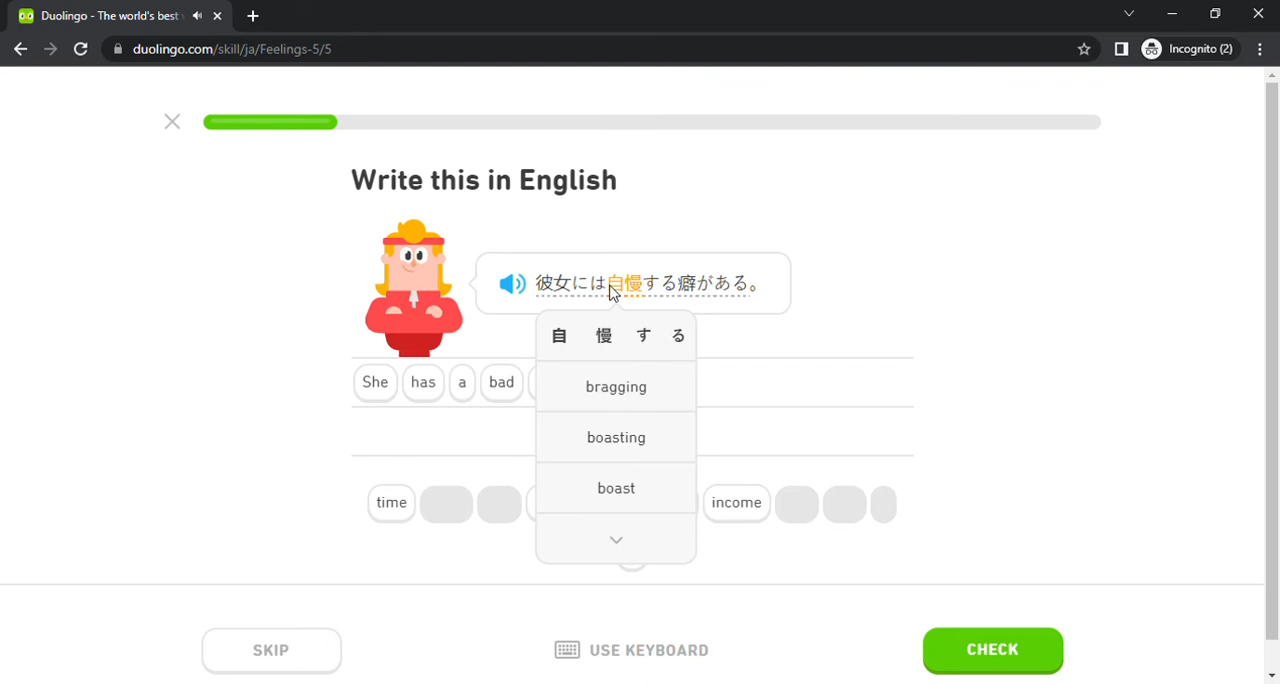 Duolingo - The world's best
duolingo.com/skill/ja/Feelings-5/5
Incognito (2)
Write this in English
彼女には自慢する癖がある。
自慢する
bragging
boasting
boast
She has a bad
time income
SKIP
USE KEYBOARD
CHECK